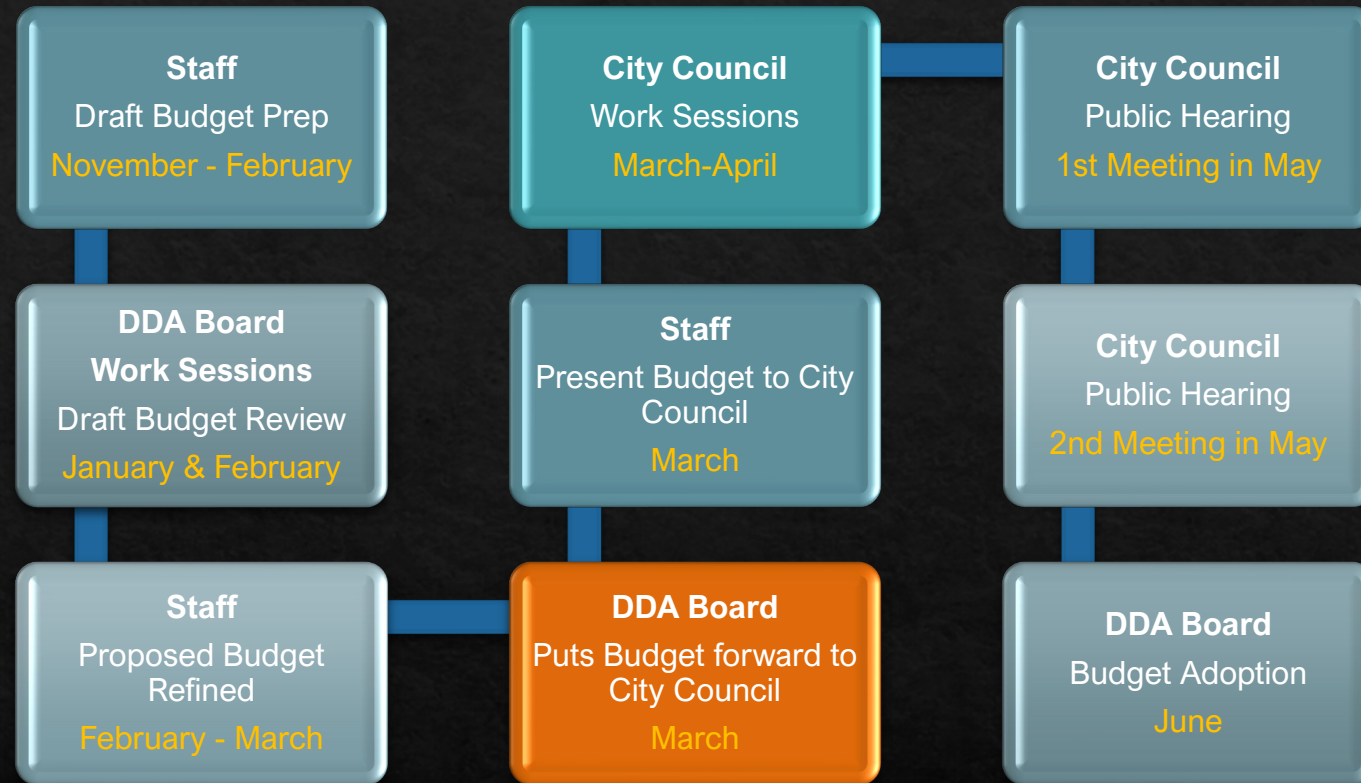 Staff
Draft Budget Prep
November - February
DDA Board
Work Sessions
Draft Budget Review
January & February
Staff
Proposed Budget
Refined
February - March
DDA Board
Puts Budget forward to
City Council
March
Staff
Present Budget to City
Council
March
City Council
Work Sessions
March-April
City Council
Public Hearing
1st Meeting in May
City Council
Public Hearing
2nd Meeting in May
DDA Board
Budget Adoption
June